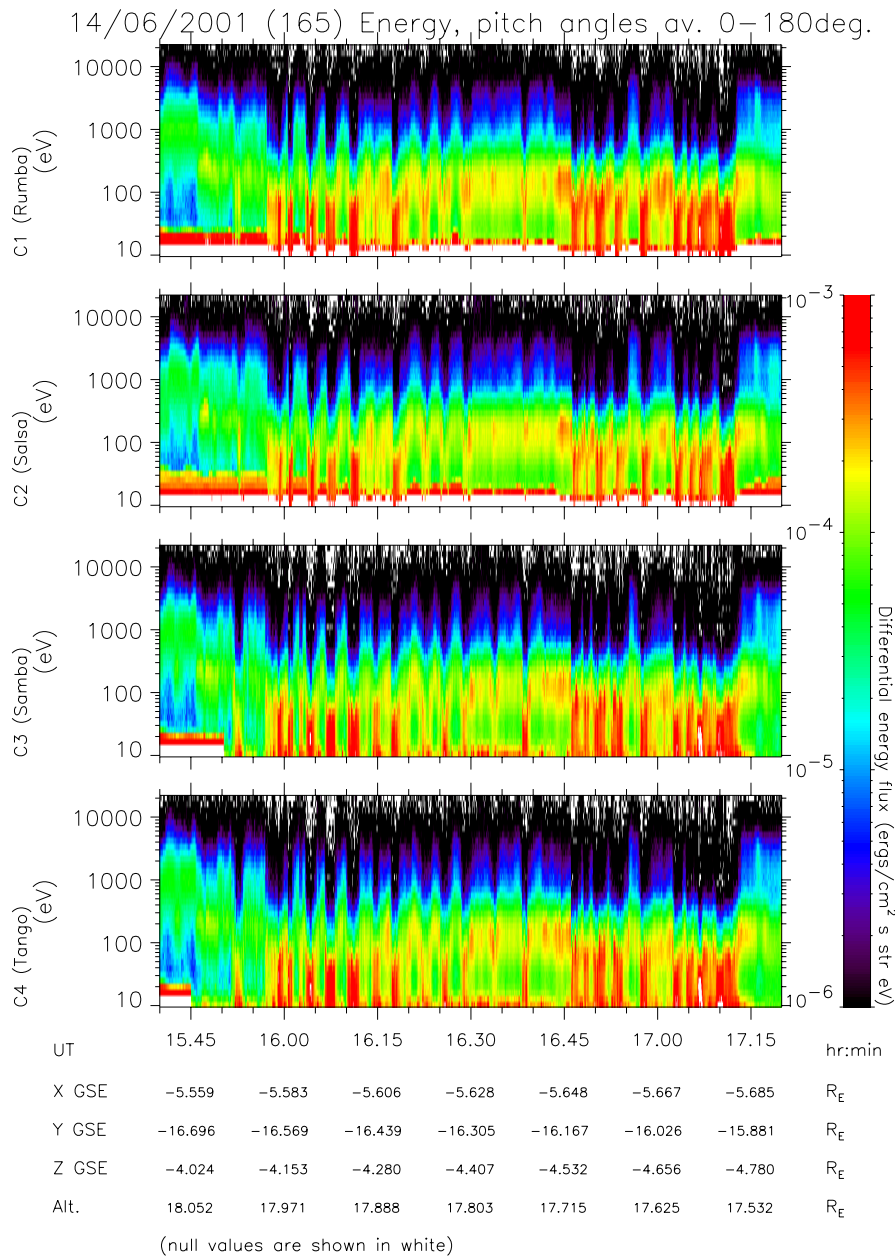 14/06/2001 (165) Energy, pitch angles av. 0-180deg.
10000
1000
100
10
C1 (Rumba)
(eV)
10000
1000
100
10
C2 (Salsa)
(eV)
10000
1000
100
10
C3 (Samba)
(eV)
10000
1000
100
10
C4 (Tango)
(eV)
10⁻³
10⁻⁴
10⁻⁵
10⁻⁶
Differential energy flux (ergs/cm² s str eV)
UT 15.45 16.00 16.15 16.30 16.45 17.00 17.15 hr:min
X GSE -5.559 -5.583 -5.606 -5.628 -5.648 -5.667 -5.685 R_E
Y GSE -16.696 -16.569 -16.439 -16.305 -16.167 -16.026 -15.881 R_E
Z GSE -4.024 -4.153 -4.280 -4.407 -4.532 -4.656 -4.780 R_E
Alt. 18.052 17.971 17.888 17.803 17.715 17.625 17.532 R_E
(null values are shown in white)